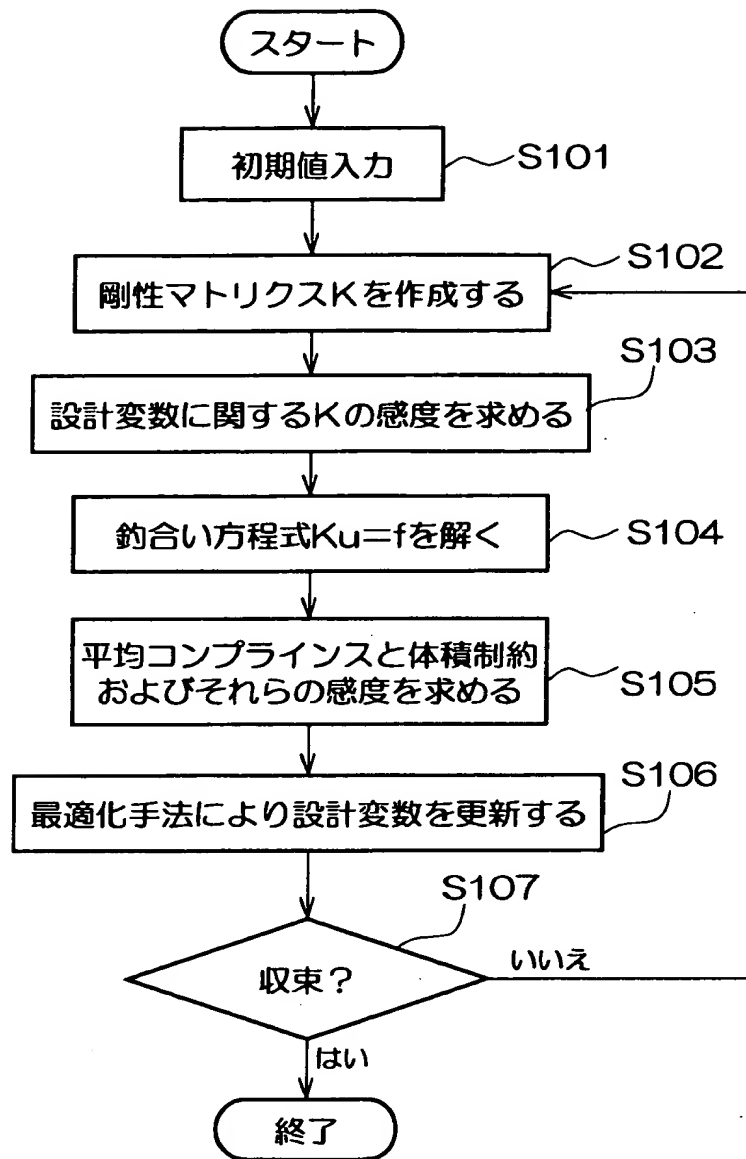 スタート
初期値入力
S101
剛性マトリクスKを作成する
S102
設計変数に関するKの感度を求める
S103
釣合い方程式Ku=fを解く
S104
平均コンプラインスと体積制約
およびそれらの感度を求める
S105
最適化手法により設計変数を更新する
S106
収束?
S107
いいえ
はい
終了